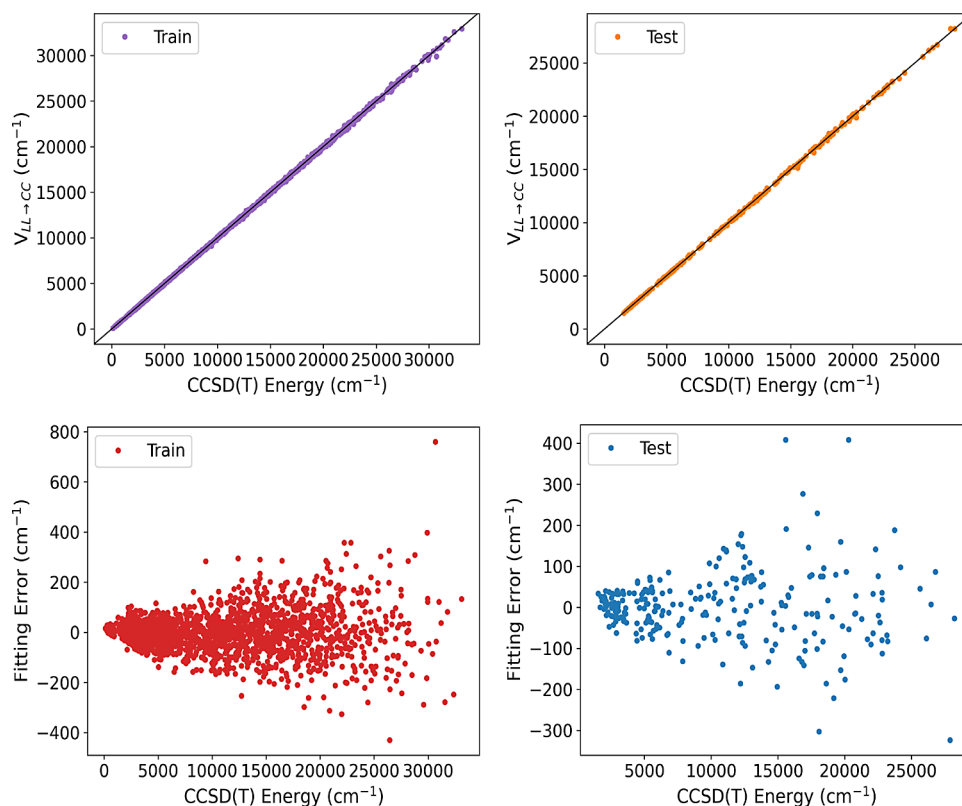 Train
V_LL→CC (cm⁻¹)
30000
25000
20000
15000
10000
5000
0
0 5000 10000 15000 20000 25000 30000
CCSD(T) Energy (cm⁻¹)
Test
V_LL→CC (cm⁻¹)
25000
20000
15000
10000
5000
0
0 5000 10000 15000 20000 25000
CCSD(T) Energy (cm⁻¹)
Train
Fitting Error (cm⁻¹)
800
600
400
200
0
−200
−400
0 5000 10000 15000 20000 25000 30000
CCSD(T) Energy (cm⁻¹)
Test
Fitting Error (cm⁻¹)
400
300
200
100
0
−100
−200
−300
5000 10000 15000 20000 25000
CCSD(T) Energy (cm⁻¹)